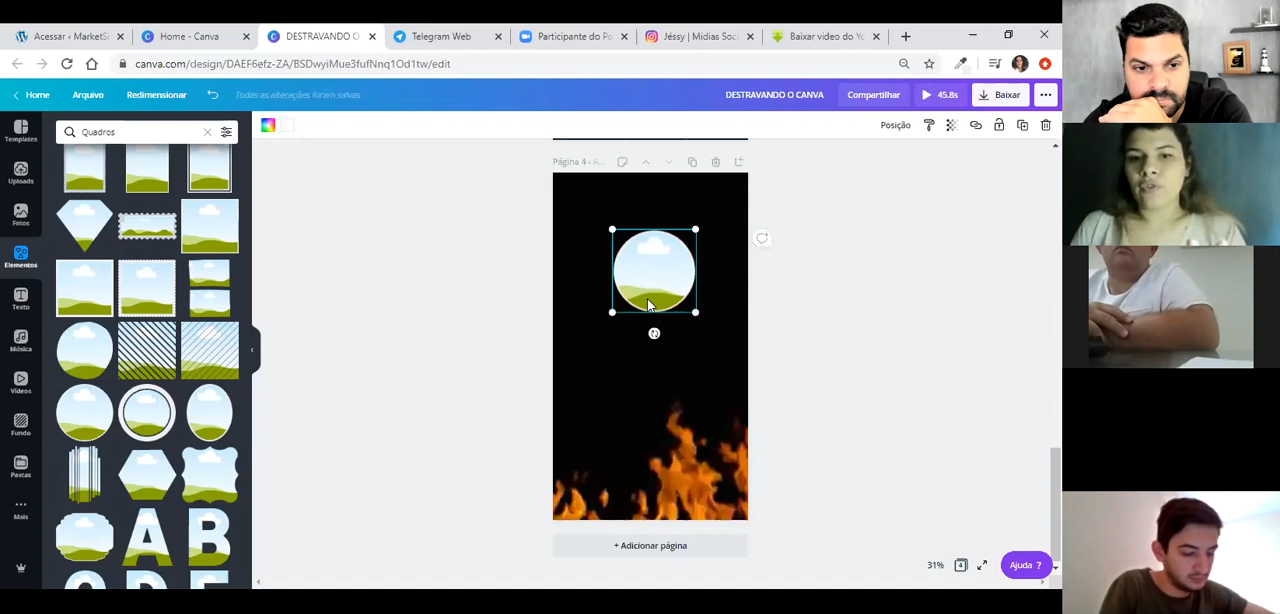 Acessar ‹ MarketSi
Home - Canva
DESTRAVANDO O
Telegram Web
Participante do Po
Jéssy | Mídias Soc
Baixar vídeo do Yo
canva.com/design/DAEF6efz-ZA/BSDwyiMue3fufNnq1Od1tw/edit
Home
Arquivo
Redimensionar
Todas as alterações foram salvas
DESTRAVANDO O CANVA
Compartilhar
45.8s
Baixar
Templates
Quadros
Posição
Uploads
Página 4 - A...
Fotos
Elementos
Texto
Música
Vídeos
Fundo
Pastas
Mais
A B
+ Adicionar página
31%
4
Ajuda ?